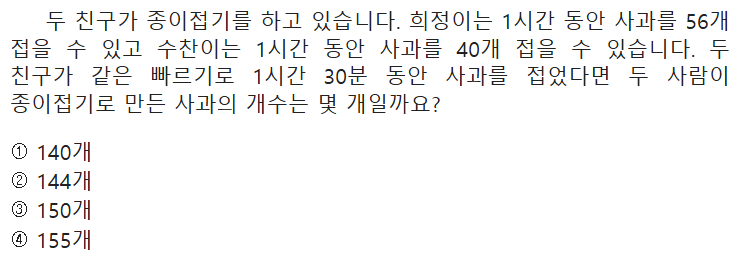 두 친구가 종이접기를 하고 있습니다. 희정이는 1시간 동안 사과를 56개
접을 수 있고 수찬이는 1시간 동안 사과를 40개 접을 수 있습니다. 두
친구가 같은 빠르기로 1시간 30분 동안 사과를 접었다면 두 사람이
종이접기로 만든 사과의 개수는 몇 개일까요?
① 140개
② 144개
③ 150개
④ 155개